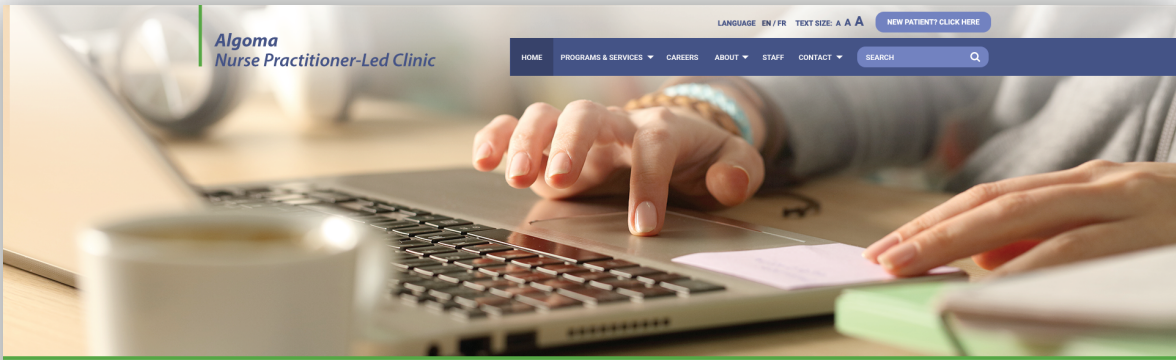 LANGUAGE EN / FR TEXT SIZE: A A A NEW PATIENT? CLICK HERE
Algoma
Nurse Practitioner-Led Clinic
HOME PROGRAMS & SERVICES CAREERS ABOUT STAFF CONTACT SEARCH